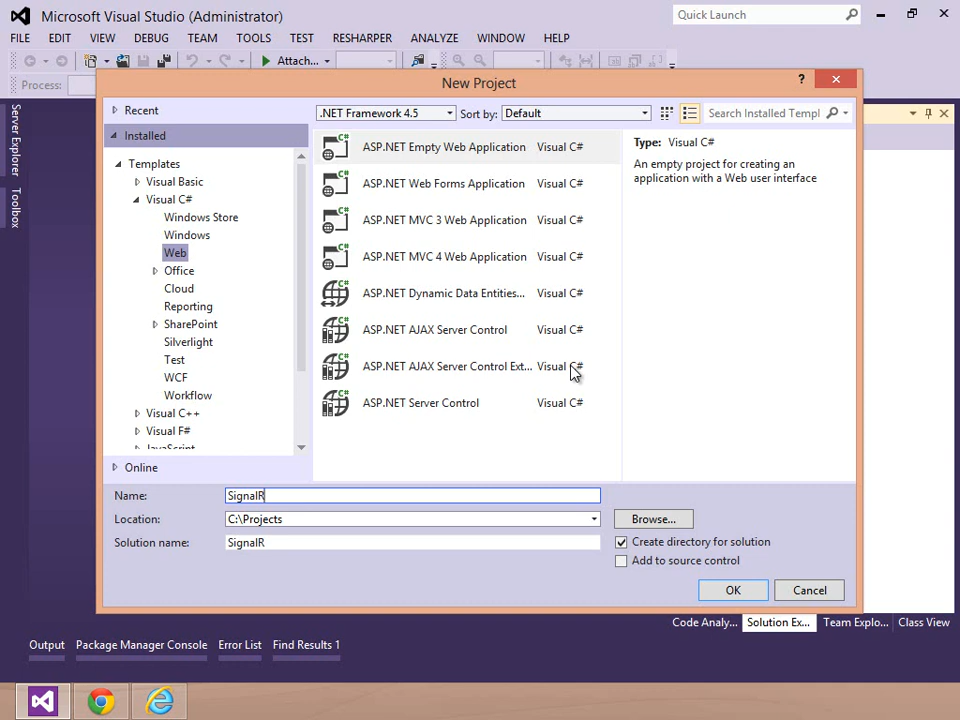 Microsoft Visual Studio (Administrator)
Quick Launch
FILE EDIT VIEW DEBUG TEAM TOOLS TEST RESHARPER ANALYZE WINDOW HELP
Attach...
Process:
New Project
?
Server Explorer
Toolbox
Recent
.NET Framework 4.5
Sort by: Default
Search Installed Templ
Installed
Templates
Visual Basic
Visual C#
Windows Store
Windows
Web
Office
Cloud
Reporting
SharePoint
Silverlight
Test
WCF
Workflow
Visual C++
Visual F#
JavaScript
Online
ASP.NET Empty Web Application Visual C#
ASP.NET Web Forms Application Visual C#
ASP.NET MVC 3 Web Application Visual C#
ASP.NET MVC 4 Web Application Visual C#
ASP.NET Dynamic Data Entities... Visual C#
ASP.NET AJAX Server Control Visual C#
ASP.NET AJAX Server Control Ext... Visual C#
ASP.NET Server Control Visual C#
Type: Visual C#
An empty project for creating an
application with a Web user interface
Name: SignalR
Location: C:\Projects
Browse...
Solution name: SignalR
Create directory for solution
Add to source control
OK Cancel
Code Analy... Solution Ex... Team Explo... Class View
Output Package Manager Console Error List Find Results 1